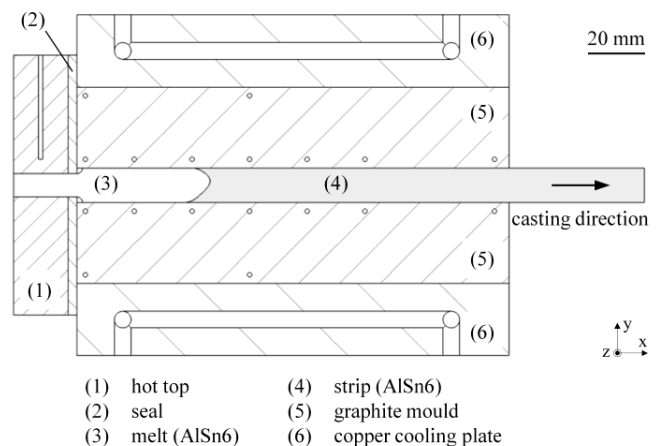 (2)
(6)
20 mm
(5)
(3)
(4)
casting direction
(5)
(1)
(6)
y
z
x
(1) hot top
(2) seal
(3) melt (AlSn6)
(4) strip (AlSn6)
(5) graphite mould
(6) copper cooling plate